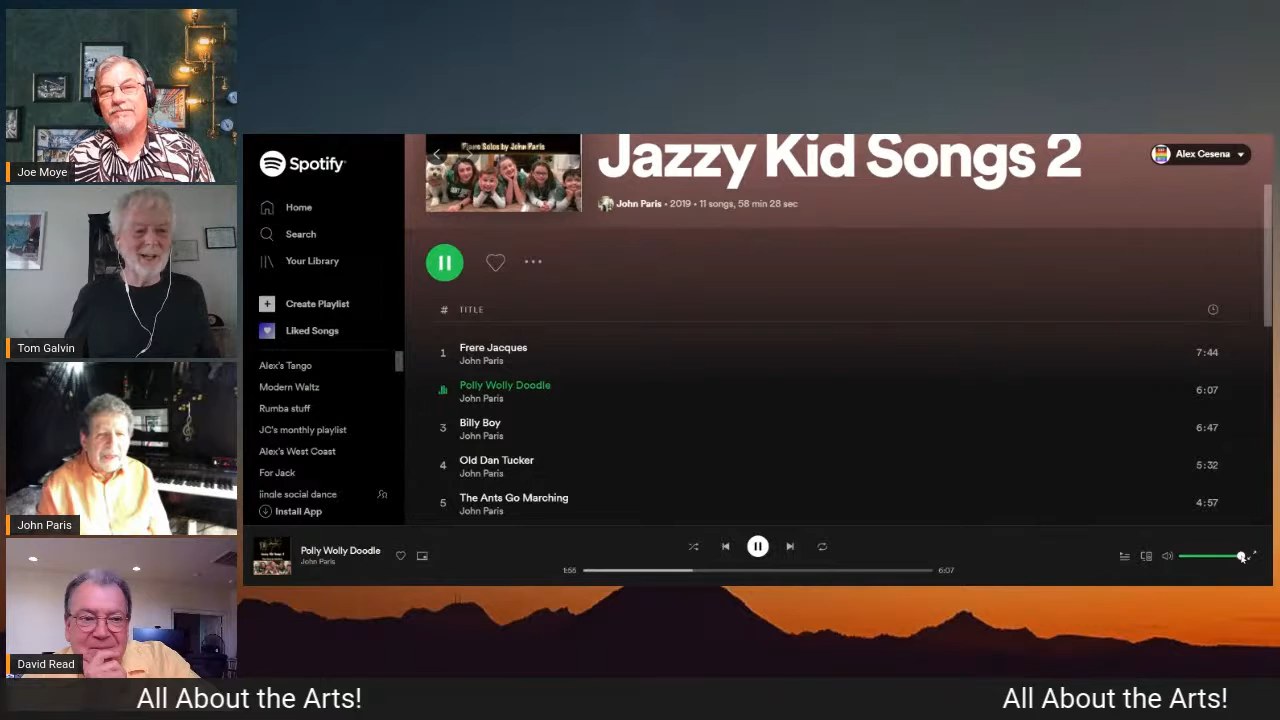 Joe Moye
Tom Galvin
John Paris
David Read
Spotify
Home
Search
Your Library
Create Playlist
Liked Songs
Alex's Tango
Modern Waltz
Rumba stuff
JC's monthly playlist
Alex's West Coast
For Jack
jingle social dance
Install App
Piano Solos by John Paris
Jazzy Kid Songs 2
John Paris • 2019 • 11 songs, 58 min 28 sec
Alex Cesena
# TITLE
1 Frere Jacques 7:44
John Paris
Polly Wolly Doodle 6:07
John Paris
3 Billy Boy 6:47
John Paris
4 Old Dan Tucker 5:32
John Paris
5 The Ants Go Marching 4:57
John Paris
Polly Wolly Doodle
John Paris
1:55 6:07
All About the Arts! All About the Arts!